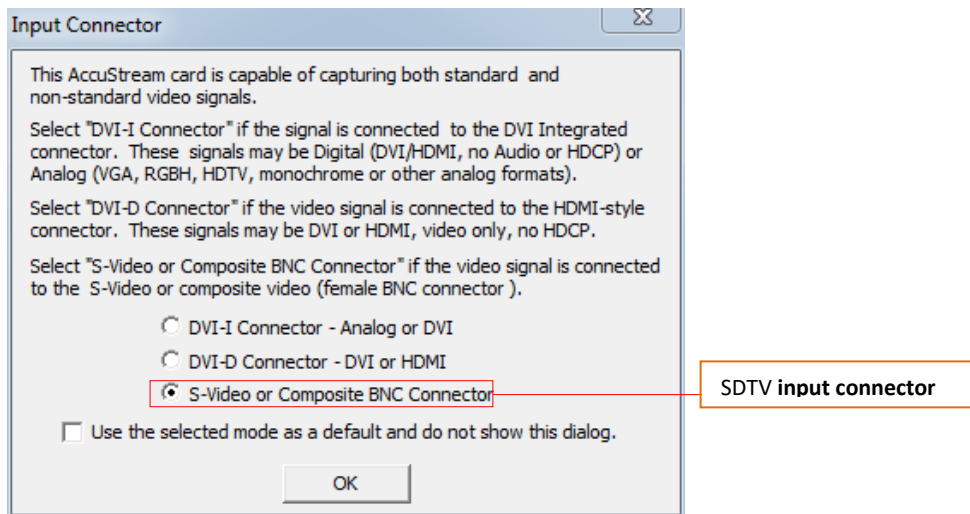 Input Connector
This AccuStream card is capable of capturing both standard and
non-standard video signals.
Select "DVI-I Connector" if the signal is connected to the DVI Integrated
connector. These signals may be Digital (DVI/HDMI, no Audio or HDCP) or
Analog (VGA, RGBH, HDTV, monochrome or other analog formats).
Select "DVI-D Connector" if the video signal is connected to the HDMI-style
connector. These signals may be DVI or HDMI, video only, no HDCP.
Select "S-Video or Composite BNC Connector" if the video signal is connected
to the S-Video or composite video (female BNC connector ).
DVI-I Connector - Analog or DVI
DVI-D Connector - DVI or HDMI
S-Video or Composite BNC Connector
SDTV input connector
Use the selected mode as a default and do not show this dialog.
OK